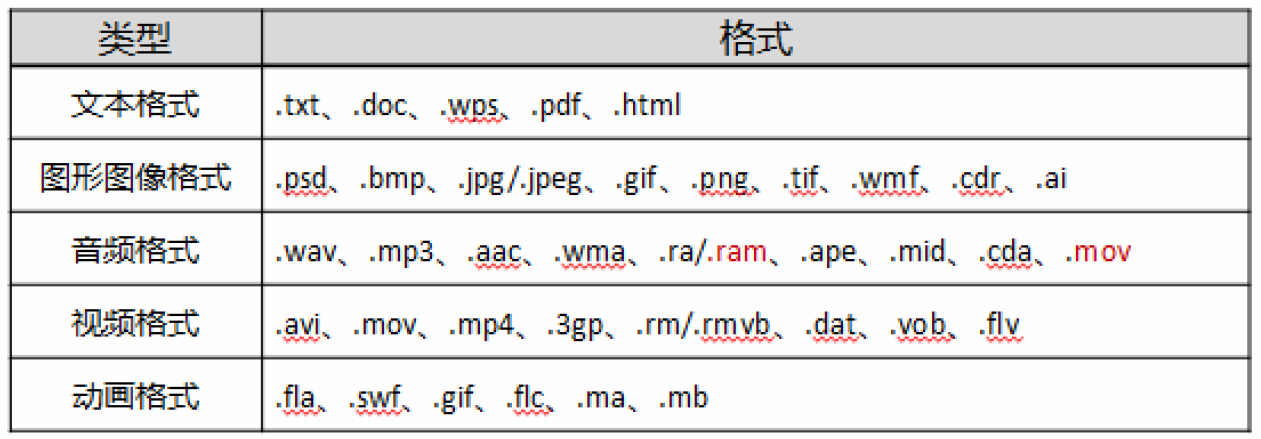 类型 格式
文本格式 .txt、.doc、.wps、.pdf、.html
图形图像格式 .psd、.bmp、.jpg/.jpeg、.gif、.png、.tif、.wmf、.cdr、.ai
音频格式 .wav、.mp3、.aac、.wma、.ra/.ram、.ape、.mid、.cda、.mov
视频格式 .avi、.mov、.mp4、.3gp、.rm/.rmvb、.dat、.vob、.flv
动画格式 .fla、.swf、.gif、.flc、.ma、.mb